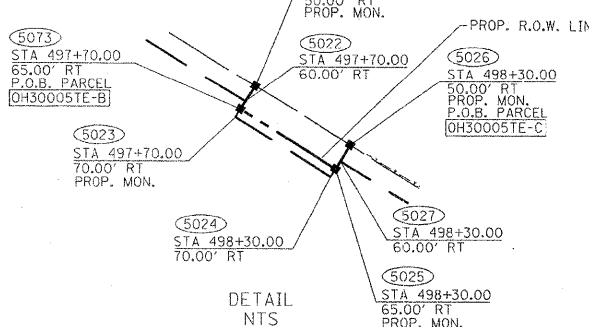 50.00' RT
PROP. MON.
PROP. R.O.W. LIN
5073
STA 497+70.00
65.00' RT
P.O.B. PARCEL
0H30005TE-B
5022
STA 497+70.00
60.00' RT
5026
STA 498+30.00
50.00' RT
PROP. MON.
P.O.B. PARCEL
0H30005TE-C
5023
STA 497+70.00
70.00' RT
PROP. MON.
5024
STA 498+30.00
70.00' RT
5027
STA 498+30.00
60.00' RT
5025
STA 498+30.00
65.00' RT
PROP. MON.
DETAIL
NTS